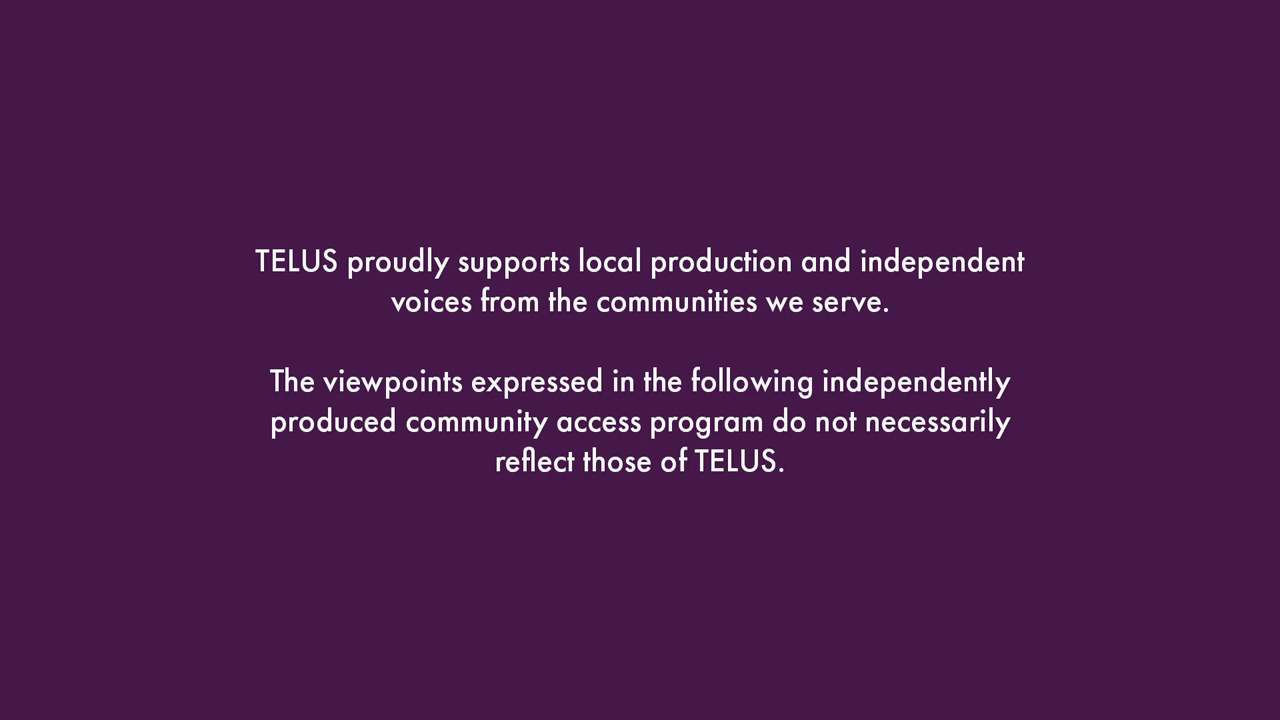 TELUS proudly supports local production and independent
voices from the communities we serve.
The viewpoints expressed in the following independently
produced community access program do not necessarily
reflect those of TELUS.